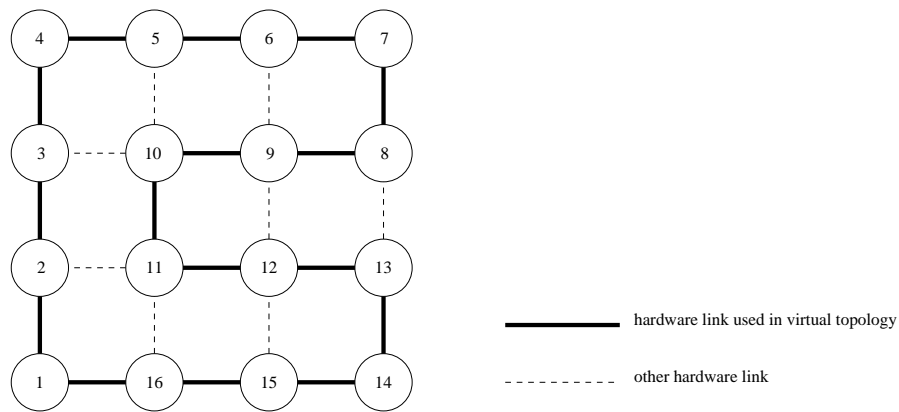 4 5 6 7
3 10 9 8
2 11 12 13
hardware link used in virtual topology
other hardware link
1 16 15 14